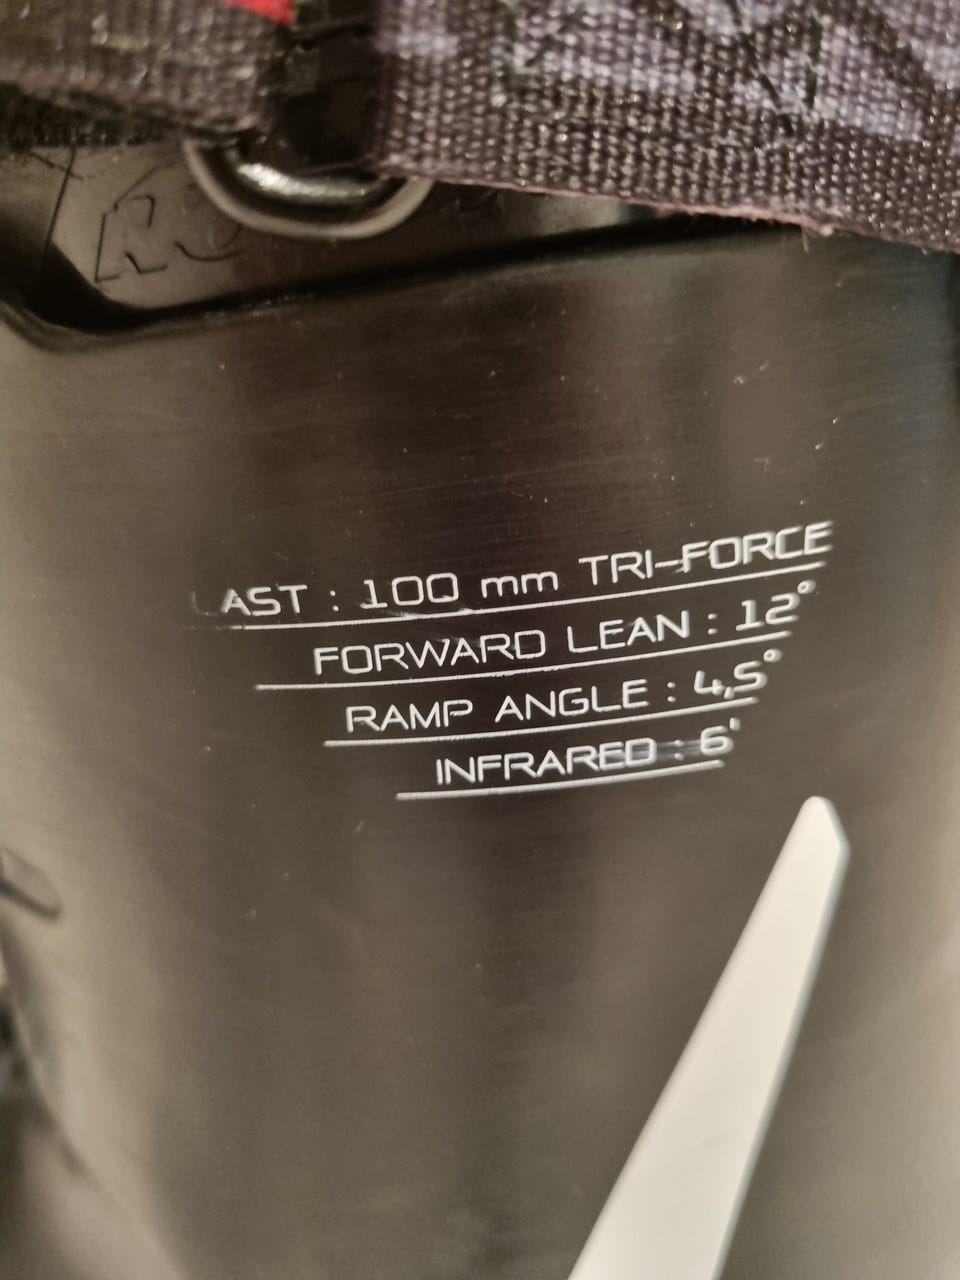 LAST : 100 mm TRI-FORCE
FORWARD LEAN : 12°
RAMP ANGLE : 4,5°
INFRARED : 6'